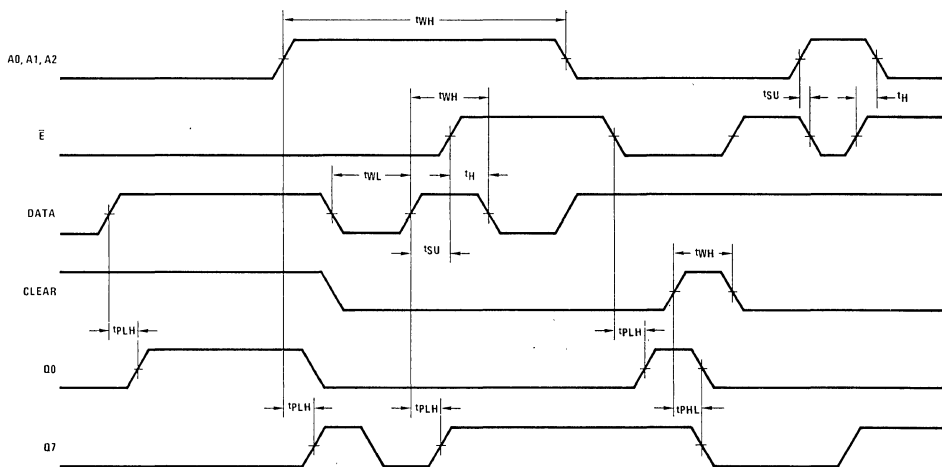 tWH
A0, A1, A2
tWH
tSU
tH
E̅
tWL
tH
DATA
tSU
tWH
CLEAR
tPLH
tPLH
Q0
tPLH
tPLH
tPHL
Q7